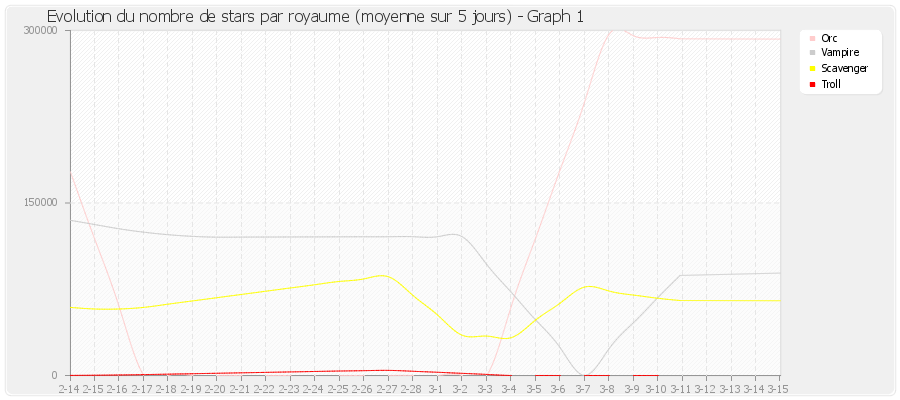 Evolution du nombre de stars par royaume (moyenne sur 5 jours) - Graph 1
300000
150000
0
Orc
Vampire
Scavenger
Troll
2-14 2-15 2-16 2-17 2-18 2-19 2-20 2-21 2-22 2-23 2-24 2-25 2-26 2-27 2-28 3-1 3-2 3-3 3-4 3-5 3-6 3-7 3-8 3-9 3-10 3-11 3-12 3-13 3-14 3-15